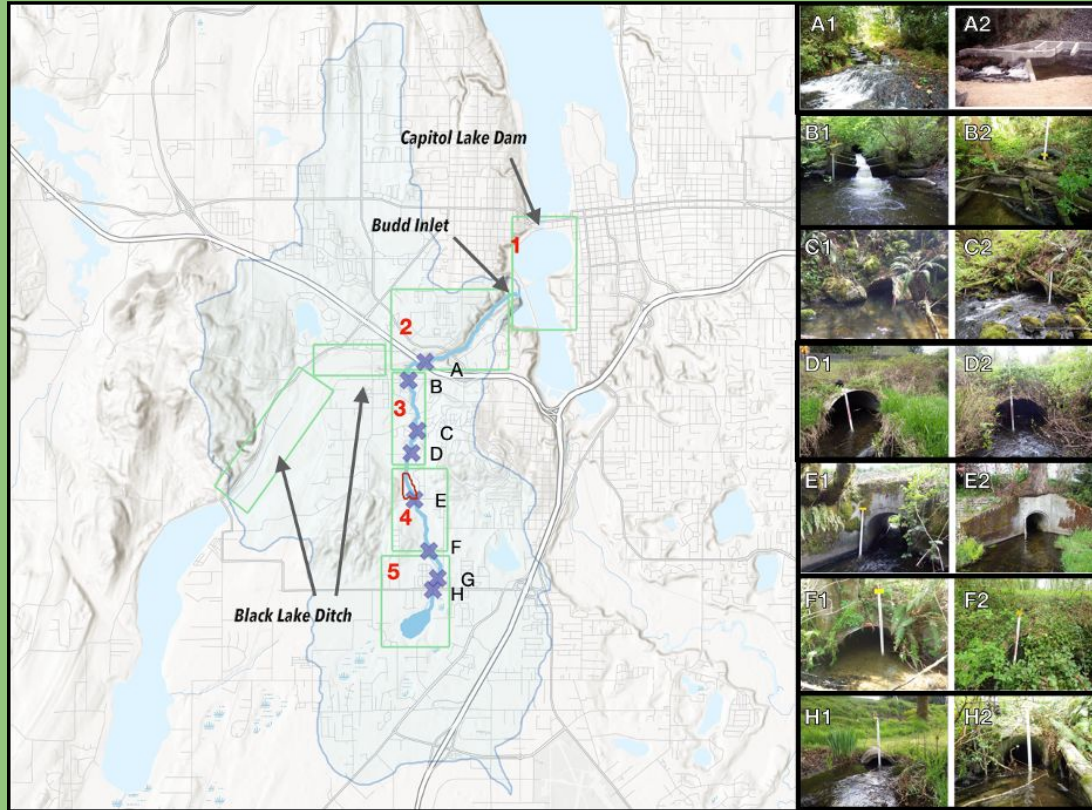 Capitol Lake Dam
Budd Inlet
1
2
A
B
3
C
D
E
4
F
5
G
H
Black Lake Ditch
A1
A2
B1
B2
C1
C2
D1
D2
E1
E2
F1
F2
H1
H2